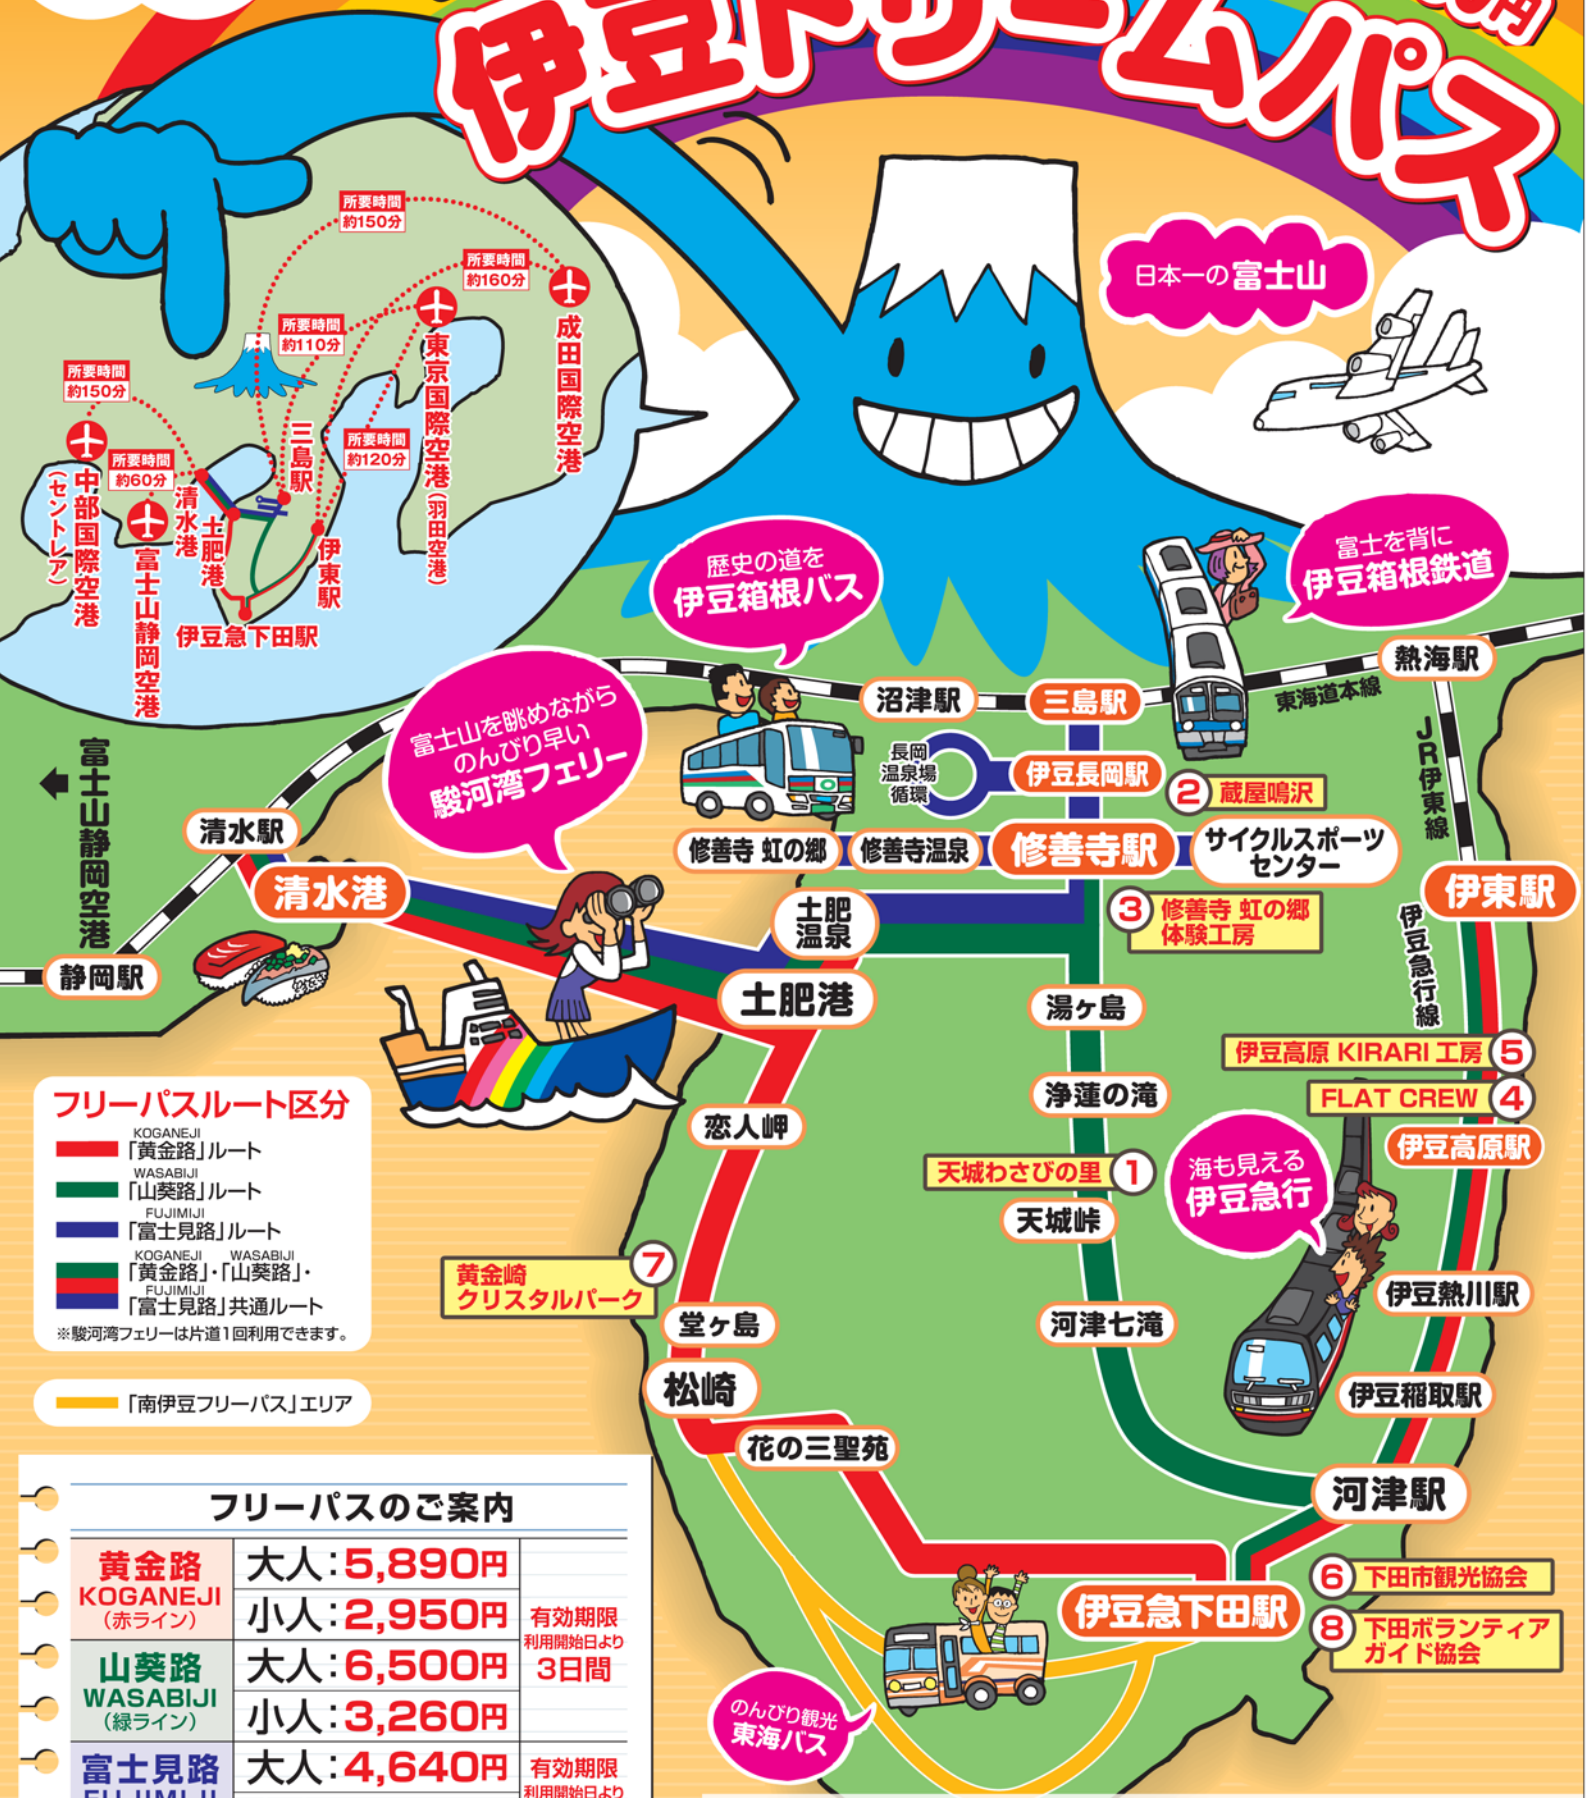 円
伊豆ドリームパス
日本一の富士山
所要時間
約150分
所要時間
約160分
所要時間
約110分
所要時間
約150分
所要時間
約120分
所要時間
約60分
成田国際空港
東京国際空港(羽田空港)
三島駅
中部国際空港
(セントレア)
清水港
土肥港
伊東駅
富士山静岡空港
伊豆急下田駅
歴史の道を
伊豆箱根バス
富士を背に
伊豆箱根鉄道
富士山を眺めながら
のんびり早い
駿河湾フェリー
沼津駅
三島駅
東海道本線
熱海駅
JR伊東線
長岡
温泉場
循環
伊豆長岡駅
② 蔵屋鳴沢
富士山静岡空港
清水駅
修善寺 虹の郷
修善寺温泉
修善寺駅
サイクルスポーツ
センター
清水港
伊東駅
土肥
温泉
③ 修善寺 虹の郷
体験工房
伊豆急行線
静岡駅
土肥港
湯ヶ島
伊豆高原 KIRARI 工房 ⑤
浄蓮の滝
FLAT CREW ④
恋人岬
伊豆高原駅
天城わさびの里 ①
海も見える
伊豆急行
天城峠
⑦
黄金崎
クリスタルパーク
伊豆熱川駅
堂ヶ島
河津七滝
松崎
伊豆稲取駅
花の三聖苑
河津駅
⑥ 下田市観光協会
伊豆急下田駅
⑧ 下田ボランティア
ガイド協会
のんびり観光
東海バス
フリーパスルート区分
KOGANEJI
「黄金路」ルート
WASABIJI
「山葵路」ルート
FUJIMIJI
「富士見路」ルート
KOGANEJI WASABIJI
「黄金路」・「山葵路」・
FUJIMIJI
「富士見路」共通ルート
※駿河湾フェリーは片道1回利用できます。
「南伊豆フリーパス」エリア
フリーパスのご案内
黄金路
KOGANEJI
(赤ライン)
大人:5,890円
小人:2,950円
有効期限
利用開始日より
3日間
山葵路
WASABIJI
(緑ライン)
大人:6,500円
小人:3,260円
富士見路
FUJIMIJI
大人:4,640円
有効期限
利用開始日より